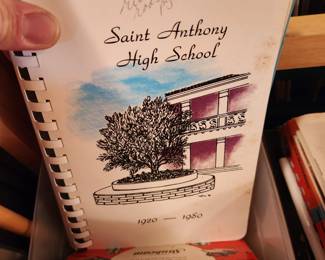 Saint Anthony
High School
1920 — 1980